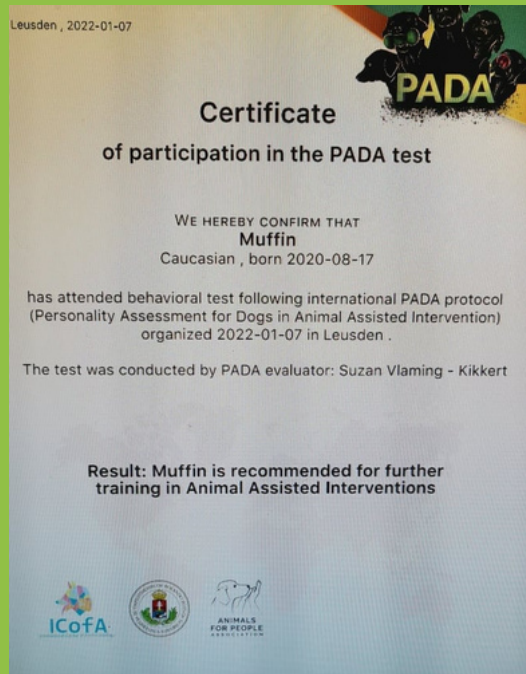 Leusden , 2022-01-07
PADA
Certificate
of participation in the PADA test
WE HEREBY CONFIRM THAT
Muffin
Caucasian , born 2020-08-17
has attended behavioral test following international PADA protocol
(Personality Assessment for Dogs in Animal Assisted Intervention)
organized 2022-01-07 in Leusden .
The test was conducted by PADA evaluator: Suzan Vlaming - Kikkert
Result: Muffin is recommended for further
training in Animal Assisted Interventions
ICofA
ANIMALS
FOR PEOPLE
ASSOCIATION